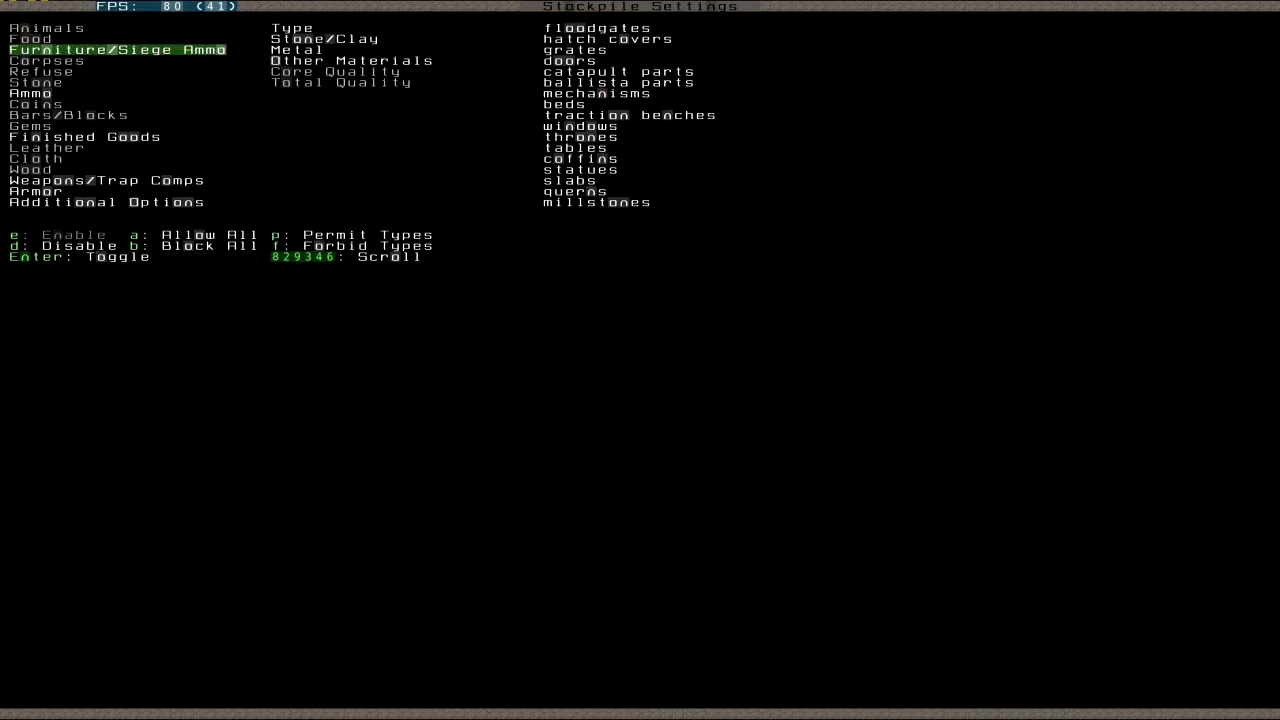 FPS: 80 (41) Stockpile Settings
Animals Type floodgates
Food Stone/Clay hatch covers
Furniture/Siege Ammo Metal grates
Corpses Other Materials doors
Refuse Core Quality catapult parts
Stone Total Quality ballista parts
Ammo mechanisms
Coins beds
Bars/Blocks traction benches
Gems windows
Finished Goods thrones
Leather tables
Cloth coffins
Wood statues
Weapons/Trap Comps slabs
Armor querns
Additional Options millstones
e: Enable a: Allow All p: Permit Types
d: Disable b: Block All f: Forbid Types
Enter: Toggle 829346: Scroll